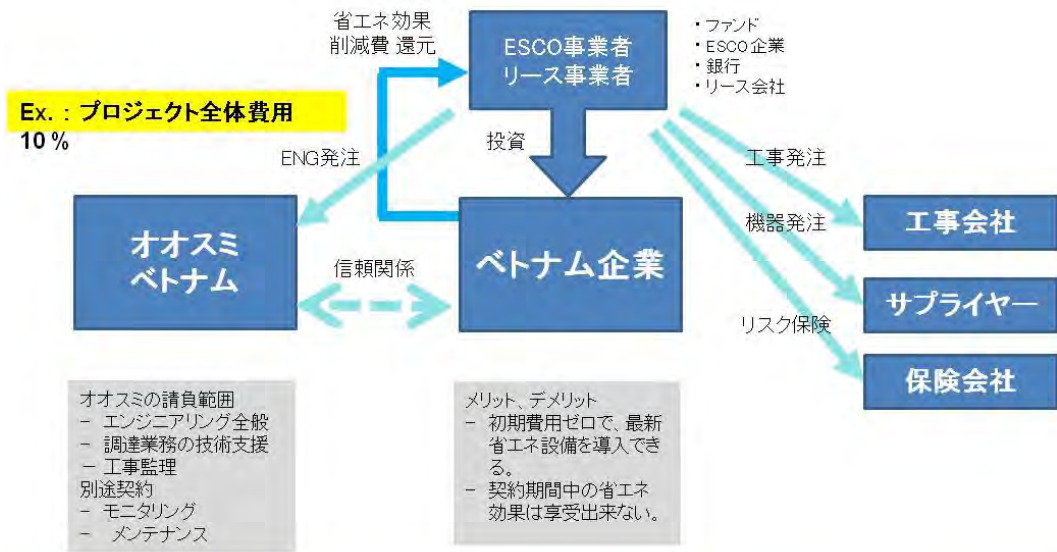 省エネ効果
削減費 還元
ESCO事業者
リース事業者
・ファンド
・ESCO企業
・銀行
・リース会社
Ex.：プロジェクト全体費用
10 %
ENG発注
投資
工事発注
機器発注
リスク保険
オオスミ
ベトナム
信頼関係
ベトナム企業
工事会社
サプライヤー
保険会社
オオスミの請負範囲
－ エンジニアリング全般
－ 調達業務の技術支援
－工事監理
別途契約
－ モニタリング
－ メンテナンス
メリット、デメリット
－ 初期費用ゼロで、最新
省エネ設備を導入でき
る。
－ 契約期間中の省エネ
効果は享受出来ない。